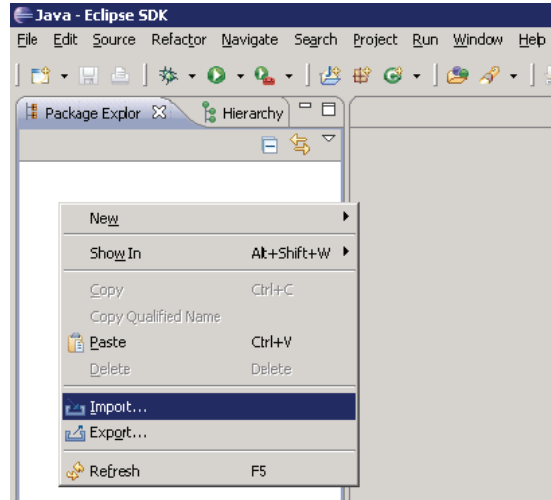 Java - Eclipse SDK
File Edit Source Refactor Navigate Search Project Run Window Help
Package Explor Hierarchy
New
Show In Alt+Shift+W
Copy Ctrl+C
Copy Qualified Name
Paste Ctrl+V
Delete Delete
Import...
Export...
Refresh F5